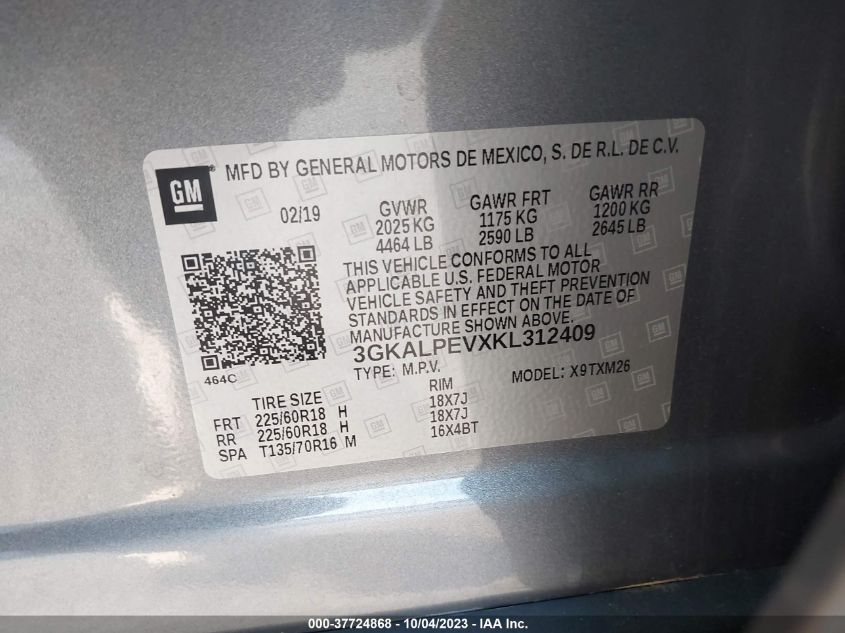 GM
MFD BY GENERAL MOTORS DE MEXICO, S. DE R.L. DE C.V.
02/19
GVWR
2025 KG
4464 LB
GAWR FRT
1175 KG
2590 LB
GAWR RR
1200 KG
2645 LB
THIS VEHICLE CONFORMS TO ALL
APPLICABLE U.S. FEDERAL MOTOR
VEHICLE SAFETY AND THEFT PREVENTION
STANDARDS IN EFFECT ON THE DATE OF
MANUFACTURE SHOWN ABOVE.
3GKALPEVXKL312409
TYPE: M.P.V.
MODEL: X9TXM26
464C
TIRE SIZE RIM
FRT 225/60R18 H 18X7J
RR 225/60R18 H 18X7J
SPA T135/70R16 M 16X4BT
000-37724868 - 10/04/2023 - IAA Inc.